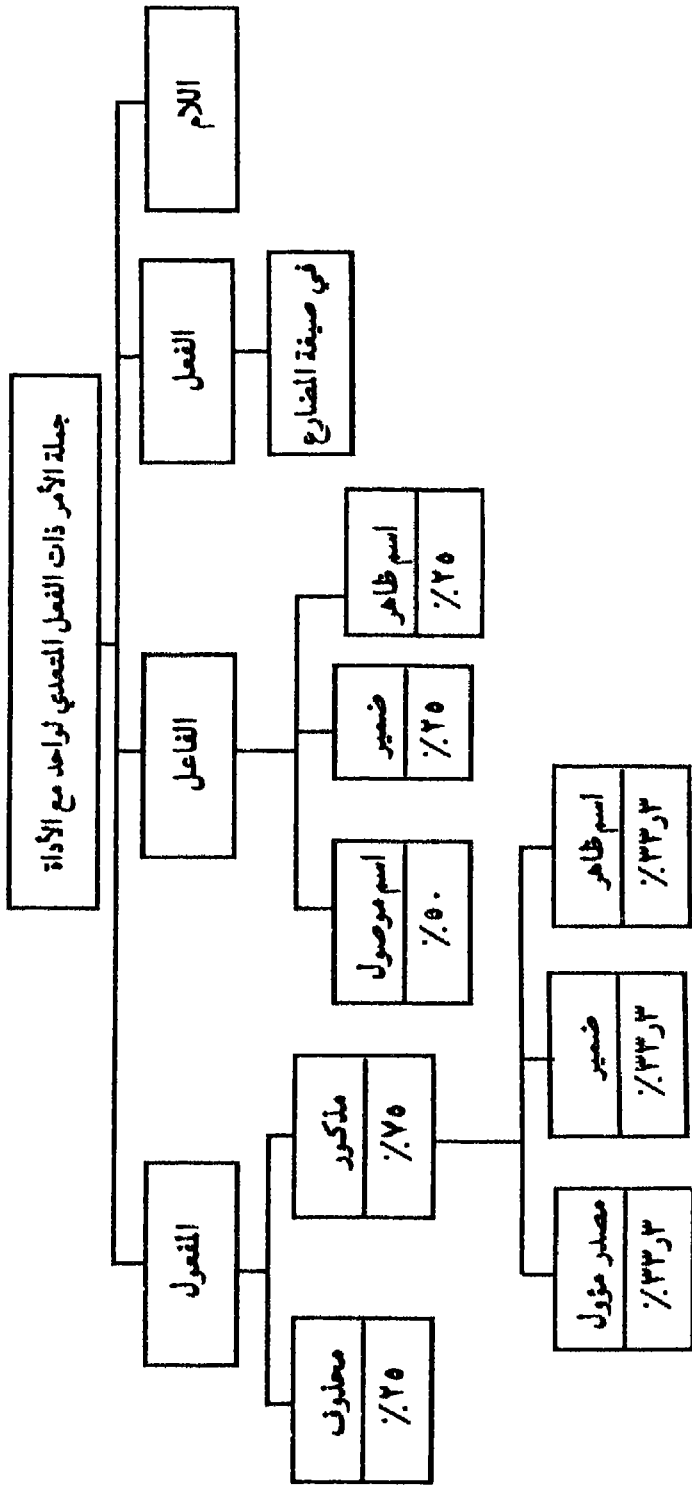 جملة الأمر ذات الفعل المتعدي لواحد مع الأداة
اللام
الفعل
الفاعل
المفعول
في صيغة المضارع
اسم ظاهر
٢٥٪
ضمير
٢٥٪
اسم موصول
٥٠٪
مذكور
٧٥٪
محذوف
٢٥٪
اسم ظاهر
٣ر٣٣٪
ضمير
٣ر٣٣٪
مصدر مؤول
٣ر٣٣٪